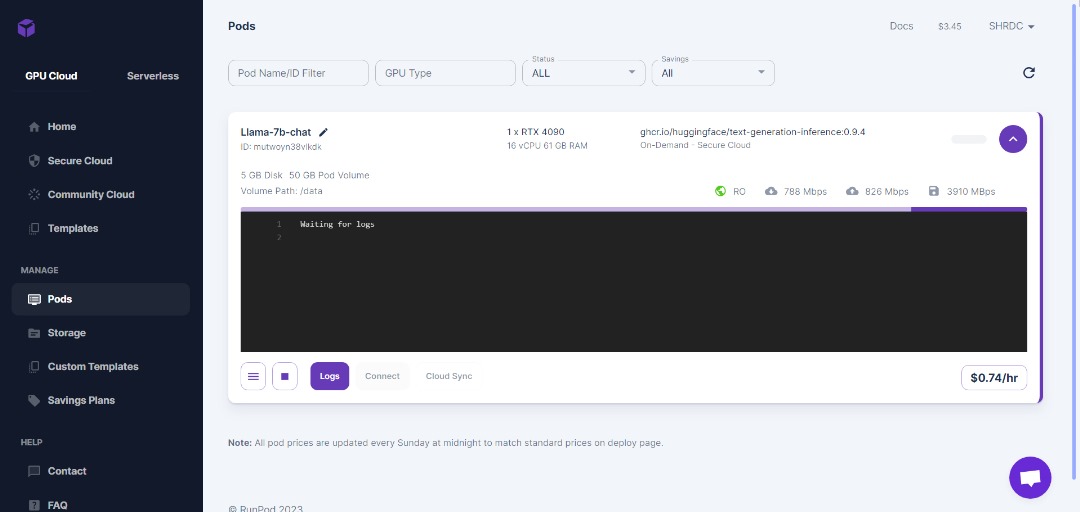 Pods
Docs
$3.45
SHRDC
GPU Cloud
Serverless
Home
Secure Cloud
Community Cloud
Templates
MANAGE
Pods
Storage
Custom Templates
Savings Plans
HELP
Contact
FAQ
Pod Name/ID Filter
GPU Type
Status
ALL
Savings
All
Llama-7b-chat
ID: mutwoyn38vlkdk
1 x RTX 4090
16 vCPU 61 GB RAM
ghcr.io/huggingface/text-generation-inference:0.9.4
On-Demand - Secure Cloud
5 GB Disk 50 GB Pod Volume
Volume Path: /data
RO
788 Mbps
826 Mbps
3910 MBps
1 Waiting for logs
2
Logs
Connect
Cloud Sync
$0.74/hr
Note: All pod prices are updated every Sunday at midnight to match standard prices on deploy page.
© RunPod 2023